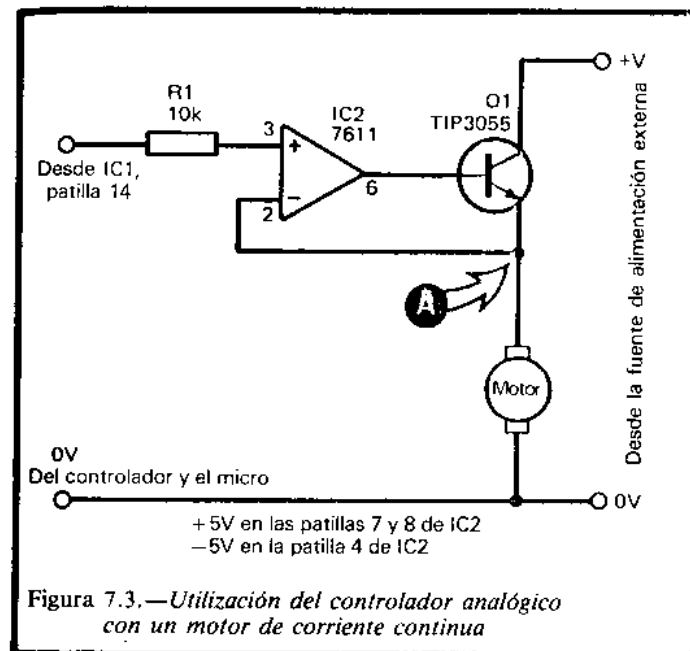 +V
R1
10k
IC2
7611
Q1
TIP3055
3
+
Desde IC1,
patilla 14
6
2
−
A
Motor
Desde la fuente de alimentación externa
0V
Del controlador y el micro
0V
+5V en las patillas 7 y 8 de IC2
−5V en la patilla 4 de IC2
Figura 7.3.—Utilización del controlador analógico
con un motor de corriente continua